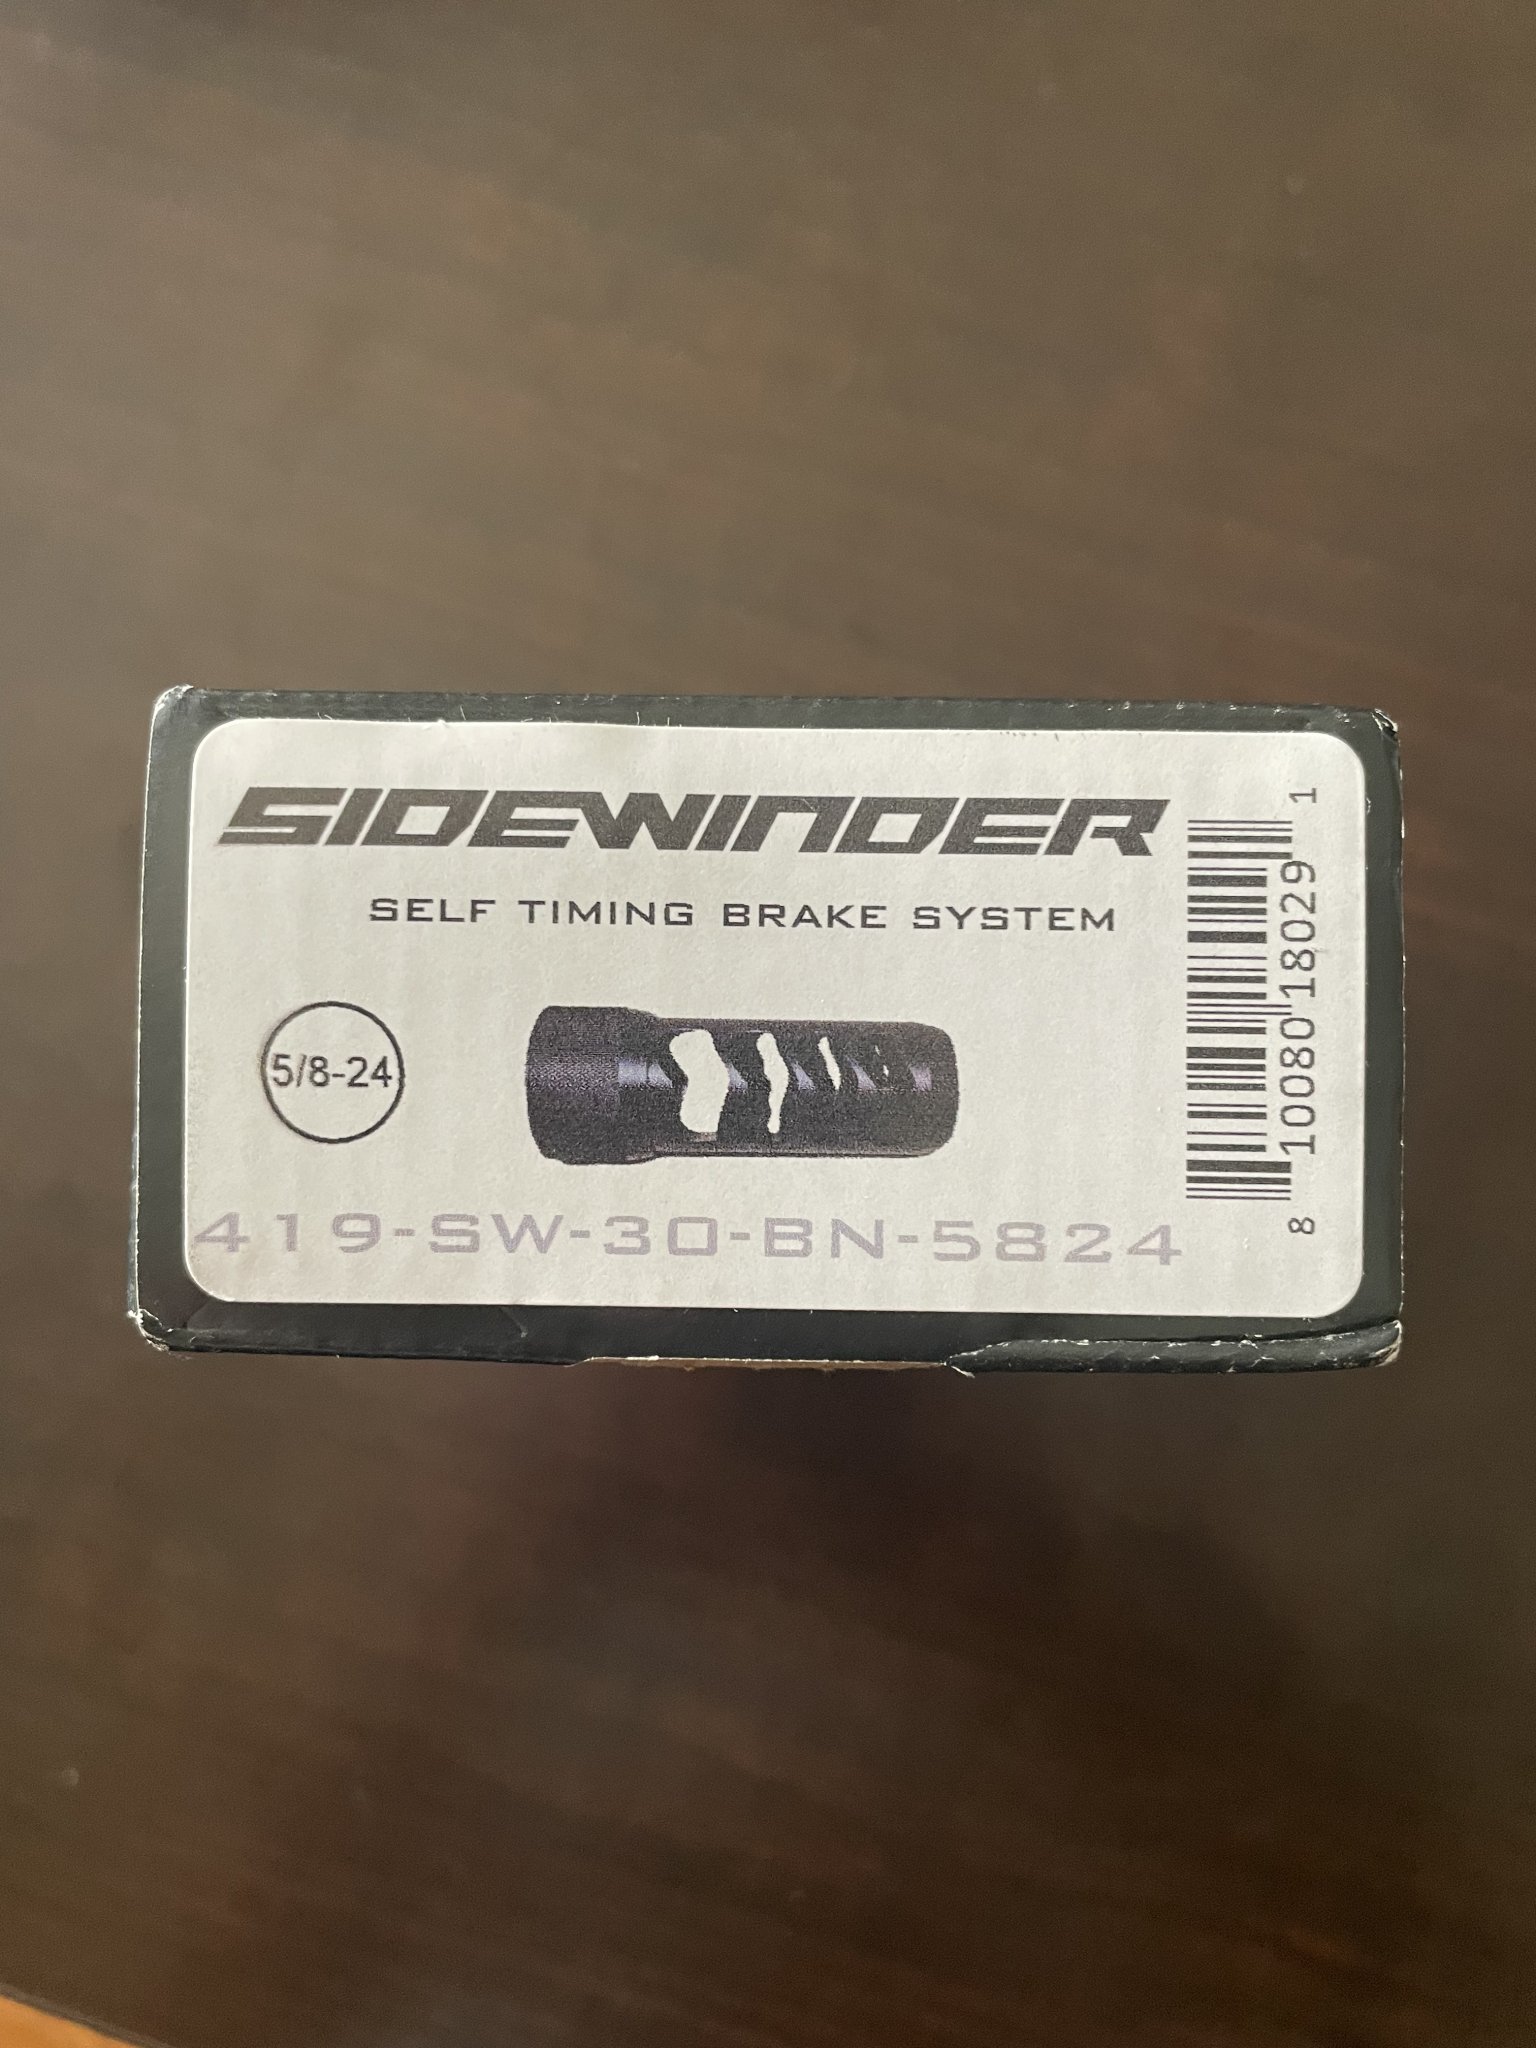 SIDEWINDER
SELF TIMING BRAKE SYSTEM
5/8-24
419-SW-30-BN-5824
8 10080 18029 1